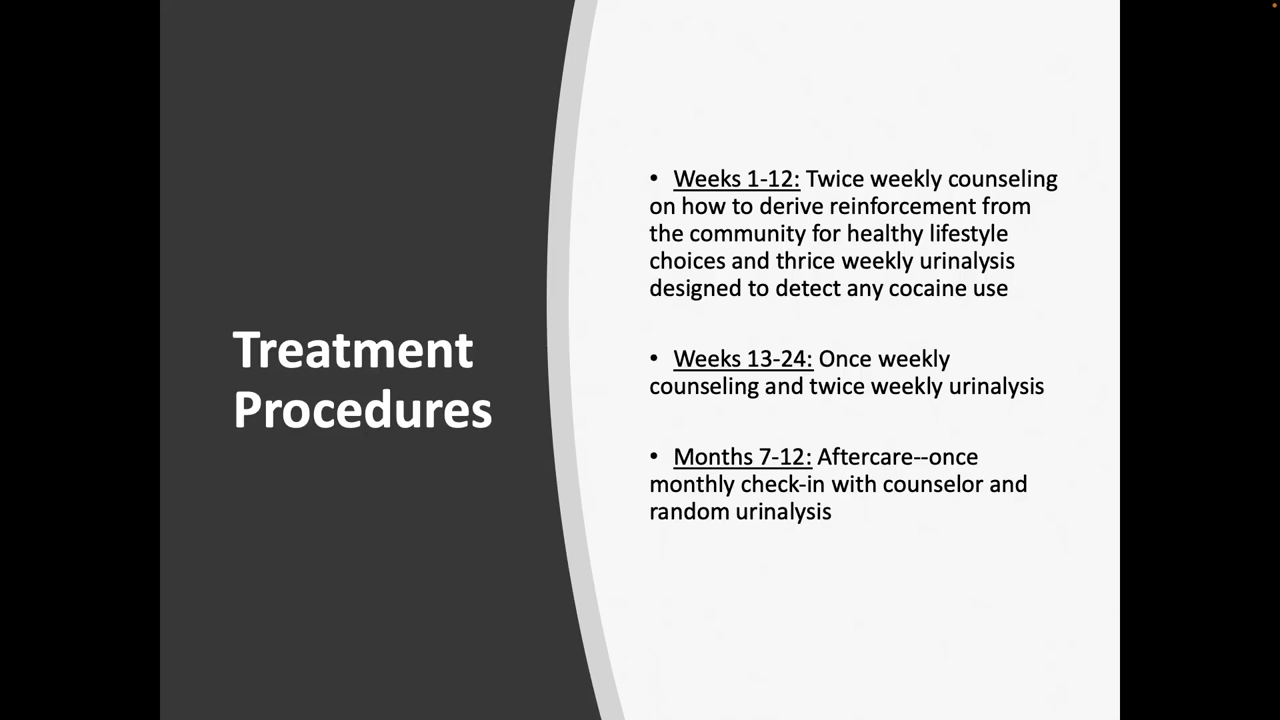 Treatment
Procedures
• Weeks 1-12: Twice weekly counseling
on how to derive reinforcement from
the community for healthy lifestyle
choices and thrice weekly urinalysis
designed to detect any cocaine use
• Weeks 13-24: Once weekly
counseling and twice weekly urinalysis
• Months 7-12: Aftercare--once
monthly check-in with counselor and
random urinalysis